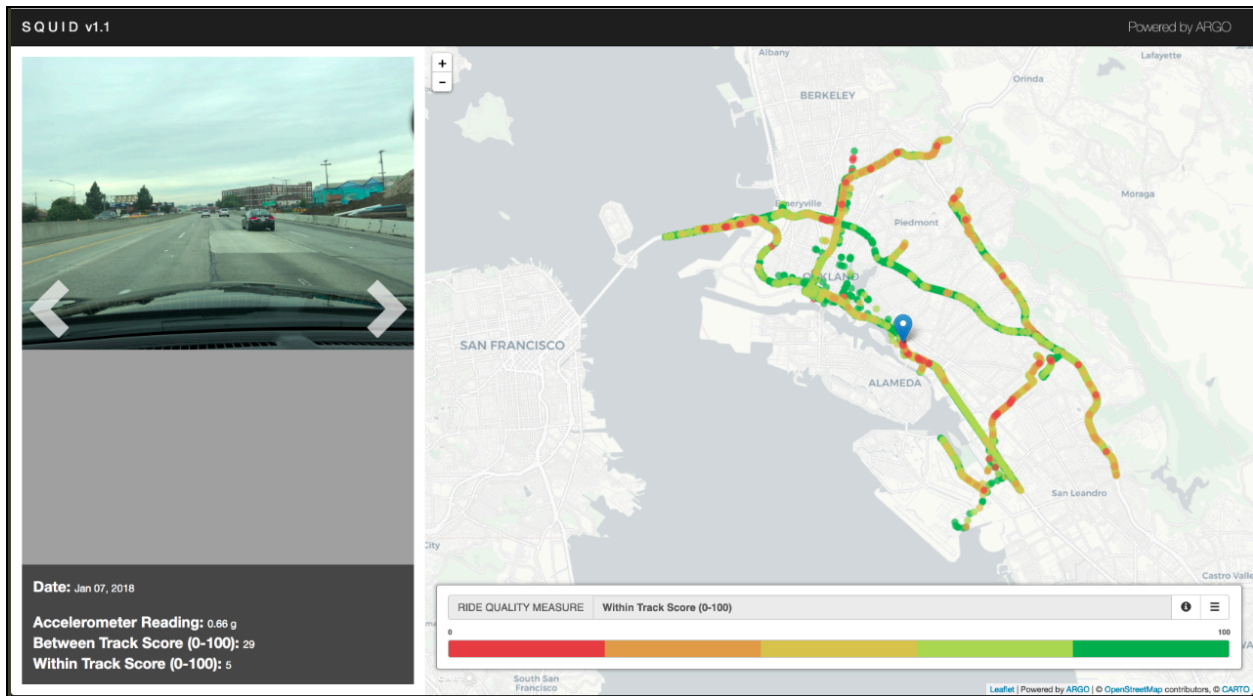 SQUID v1.1
Powered by ARGO
Date: Jan 07, 2018
Accelerometer Reading: 0.66 g
Between Track Score (0-100): 29
Within Track Score (0-100): 5
+
−
Albany
Lafayette
Orinda
BERKELEY
Moraga
Emeryville
Piedmont
OAKLAND
SAN FRANCISCO
ALAMEDA
San Leandro
City
Castro Valle
South San
Francisco
RIDE QUALITY MEASURE
Within Track Score (0-100)
0
100
Leaflet | Powered by ARGO | © OpenStreetMap contributors, © CARTO